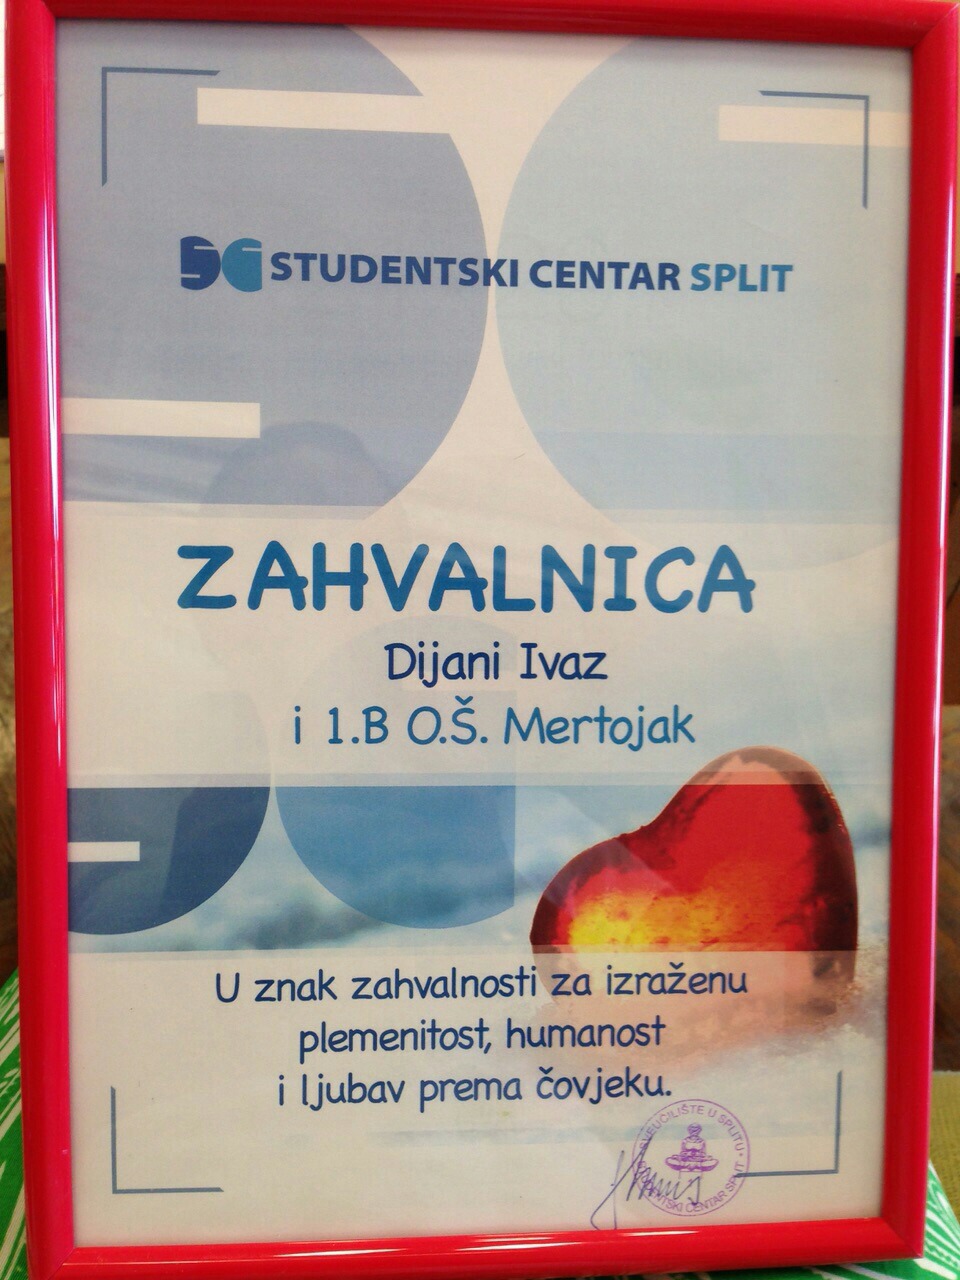 SC STUDENTSKI CENTAR SPLIT
ZAHVALNICA
Dijani Ivaz
i 1.B O.Š. Mertojak
U znak zahvalnosti za izraženu
plemenitost, humanost
i ljubav prema čovjeku.
SVEUČILIŠTE U SPLITU • STUDENTSKI CENTAR SPLIT